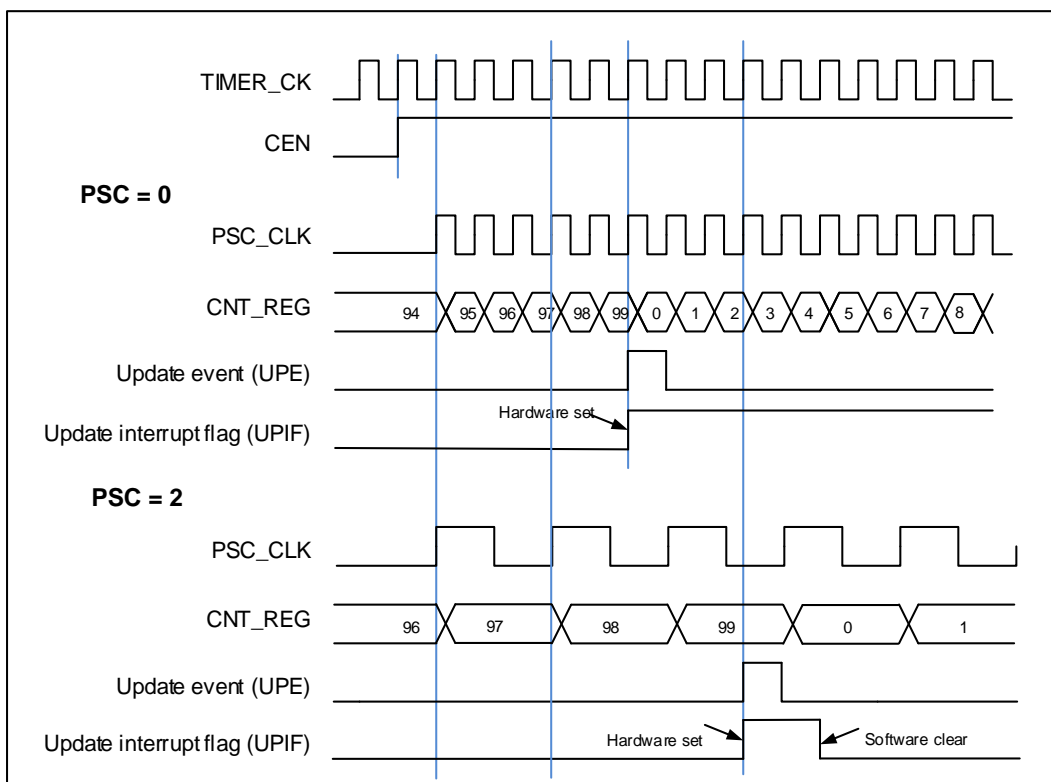 TIMER_CK
CEN
PSC = 0
PSC_CLK
CNT_REG 94 95 96 97 98 99 0 1 2 3 4 5 6 7 8
Update event (UPE)
Hardware set
Update interrupt flag (UPIF)
PSC = 2
PSC_CLK
CNT_REG 96 97 98 99 0 1
Update event (UPE)
Update interrupt flag (UPIF) Hardware set Software clear